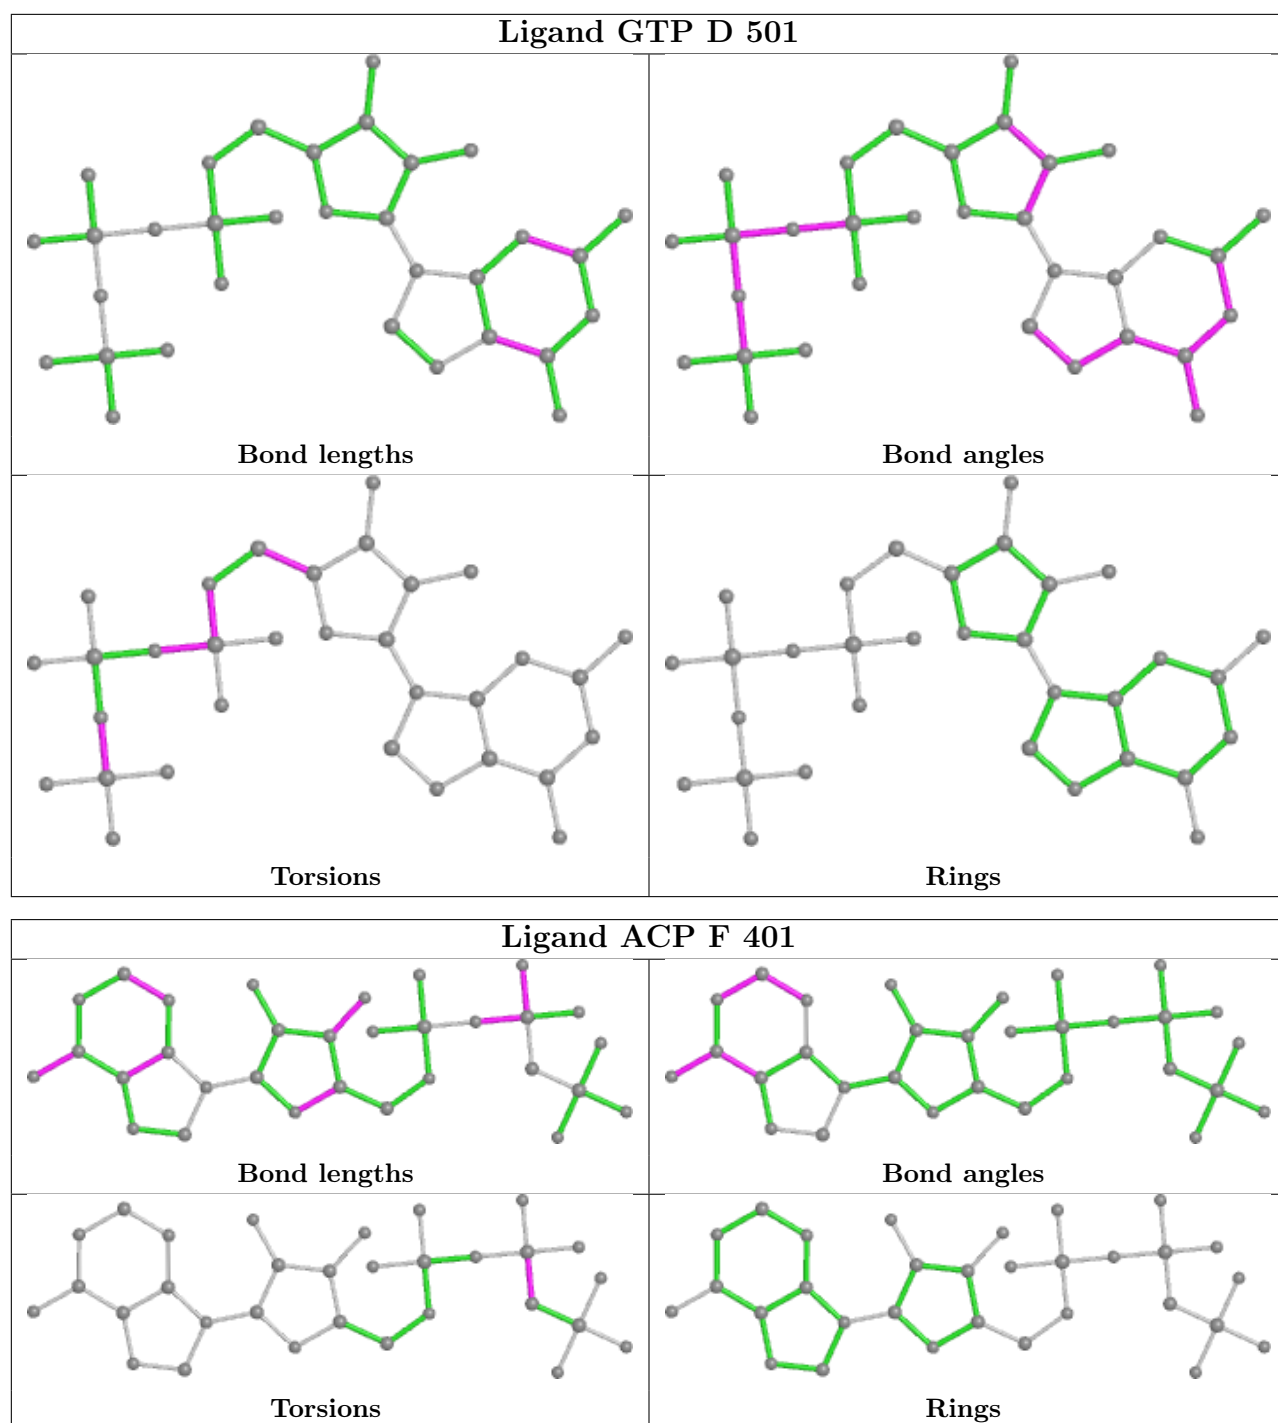 Ligand GTP D 501
Bond lengths
Bond angles
Torsions
Rings
Ligand ACP F 401
Bond lengths
Bond angles
Torsions
Rings